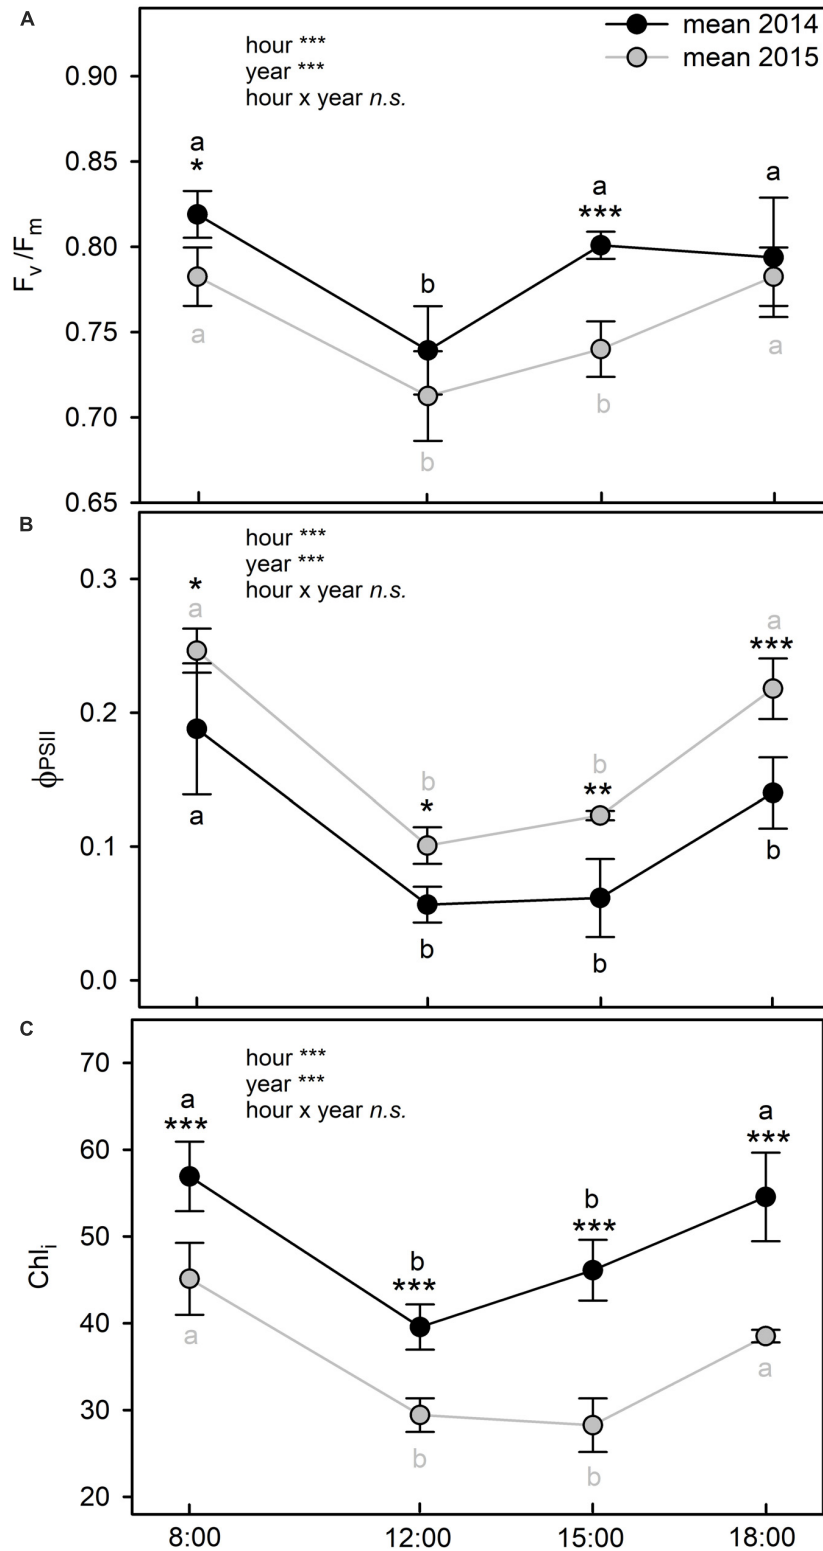 A
mean 2014
mean 2015
hour ***
year ***
hour x year n.s.
0.90
0.85
0.80
0.75
0.70
0.65
Fv/Fm
a
*
b
a
***
a
a
b
b
a
B
hour ***
year ***
hour x year n.s.
0.3
0.2
0.1
0.0
ϕPSII
*
a
b
*
b
**
a
***
a
b
b
b
C
hour ***
year ***
hour x year n.s.
70
60
50
40
30
20
Chli
a
***
b
***
b
***
a
***
a
b
b
a
8:00 12:00 15:00 18:00